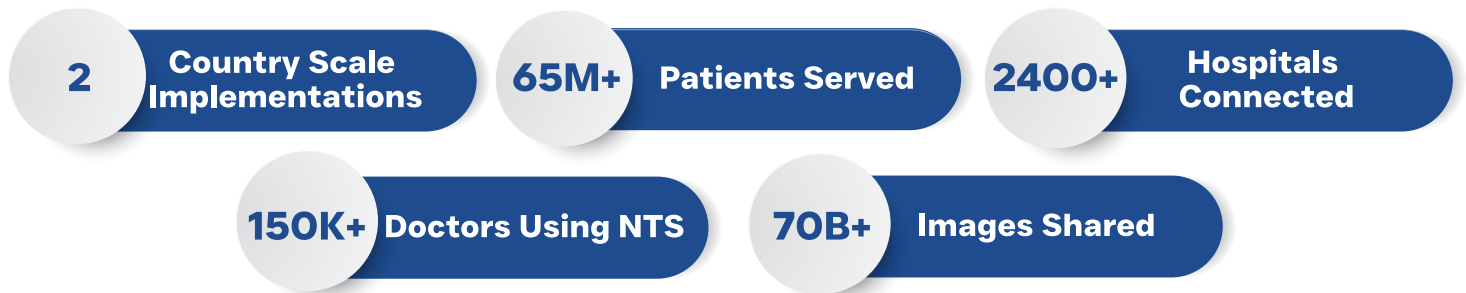 2
Country Scale
Implementations
65M+
Patients Served
2400+
Hospitals
Connected
150K+
Doctors Using NTS
70B+
Images Shared